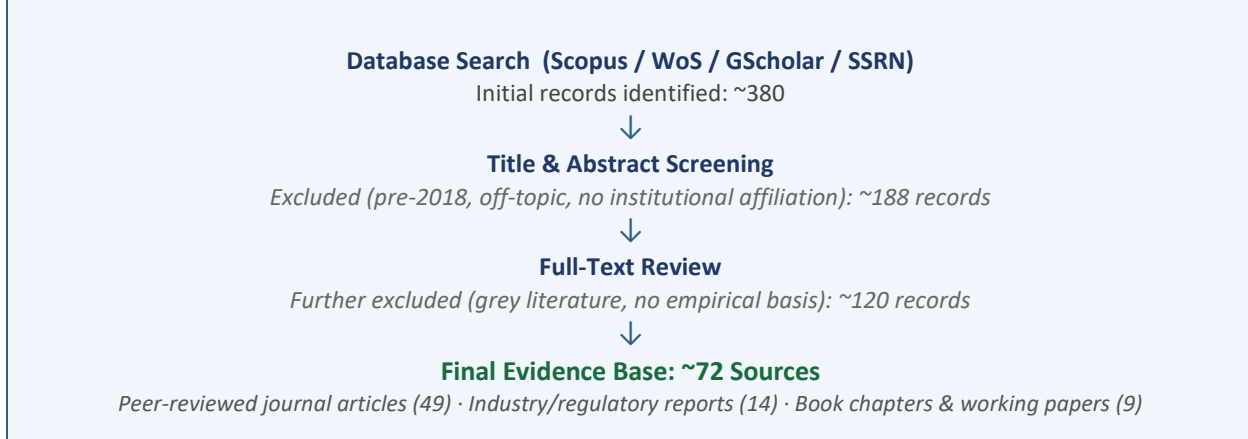 Database Search (Scopus / WoS / GScholar / SSRN)
Initial records identified: ~380
↓
Title & Abstract Screening
Excluded (pre-2018, off-topic, no institutional affiliation): ~188 records
↓
Full-Text Review
Further excluded (grey literature, no empirical basis): ~120 records
↓
Final Evidence Base: ~72 Sources
Peer-reviewed journal articles (49) · Industry/regulatory reports (14) · Book chapters & working papers (9)